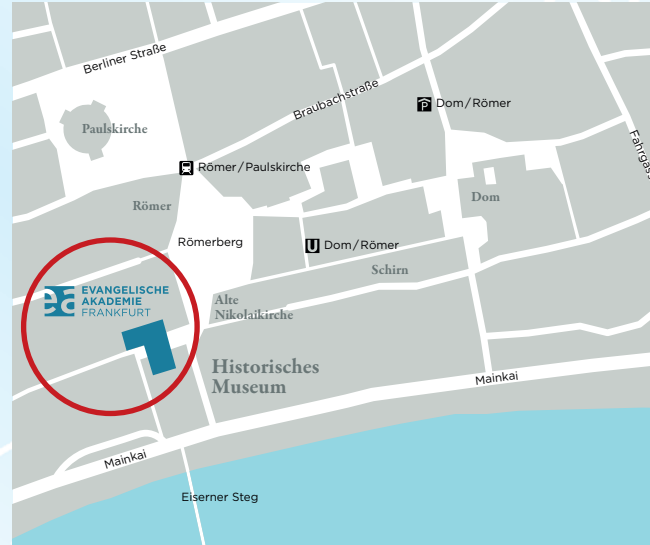 Berliner Straße
Braubachstraße
Dom/Römer
Paulskirche
Fahrgass
Römer/Paulskirche
Römer
Dom
Römerberg
U Dom/Römer
Schirn
EVANGELISCHE
AKADEMIE
FRANKFURT
Alte
Nikolaikirche
Historisches
Museum
Mainkai
Mainkai
Eiserner Steg